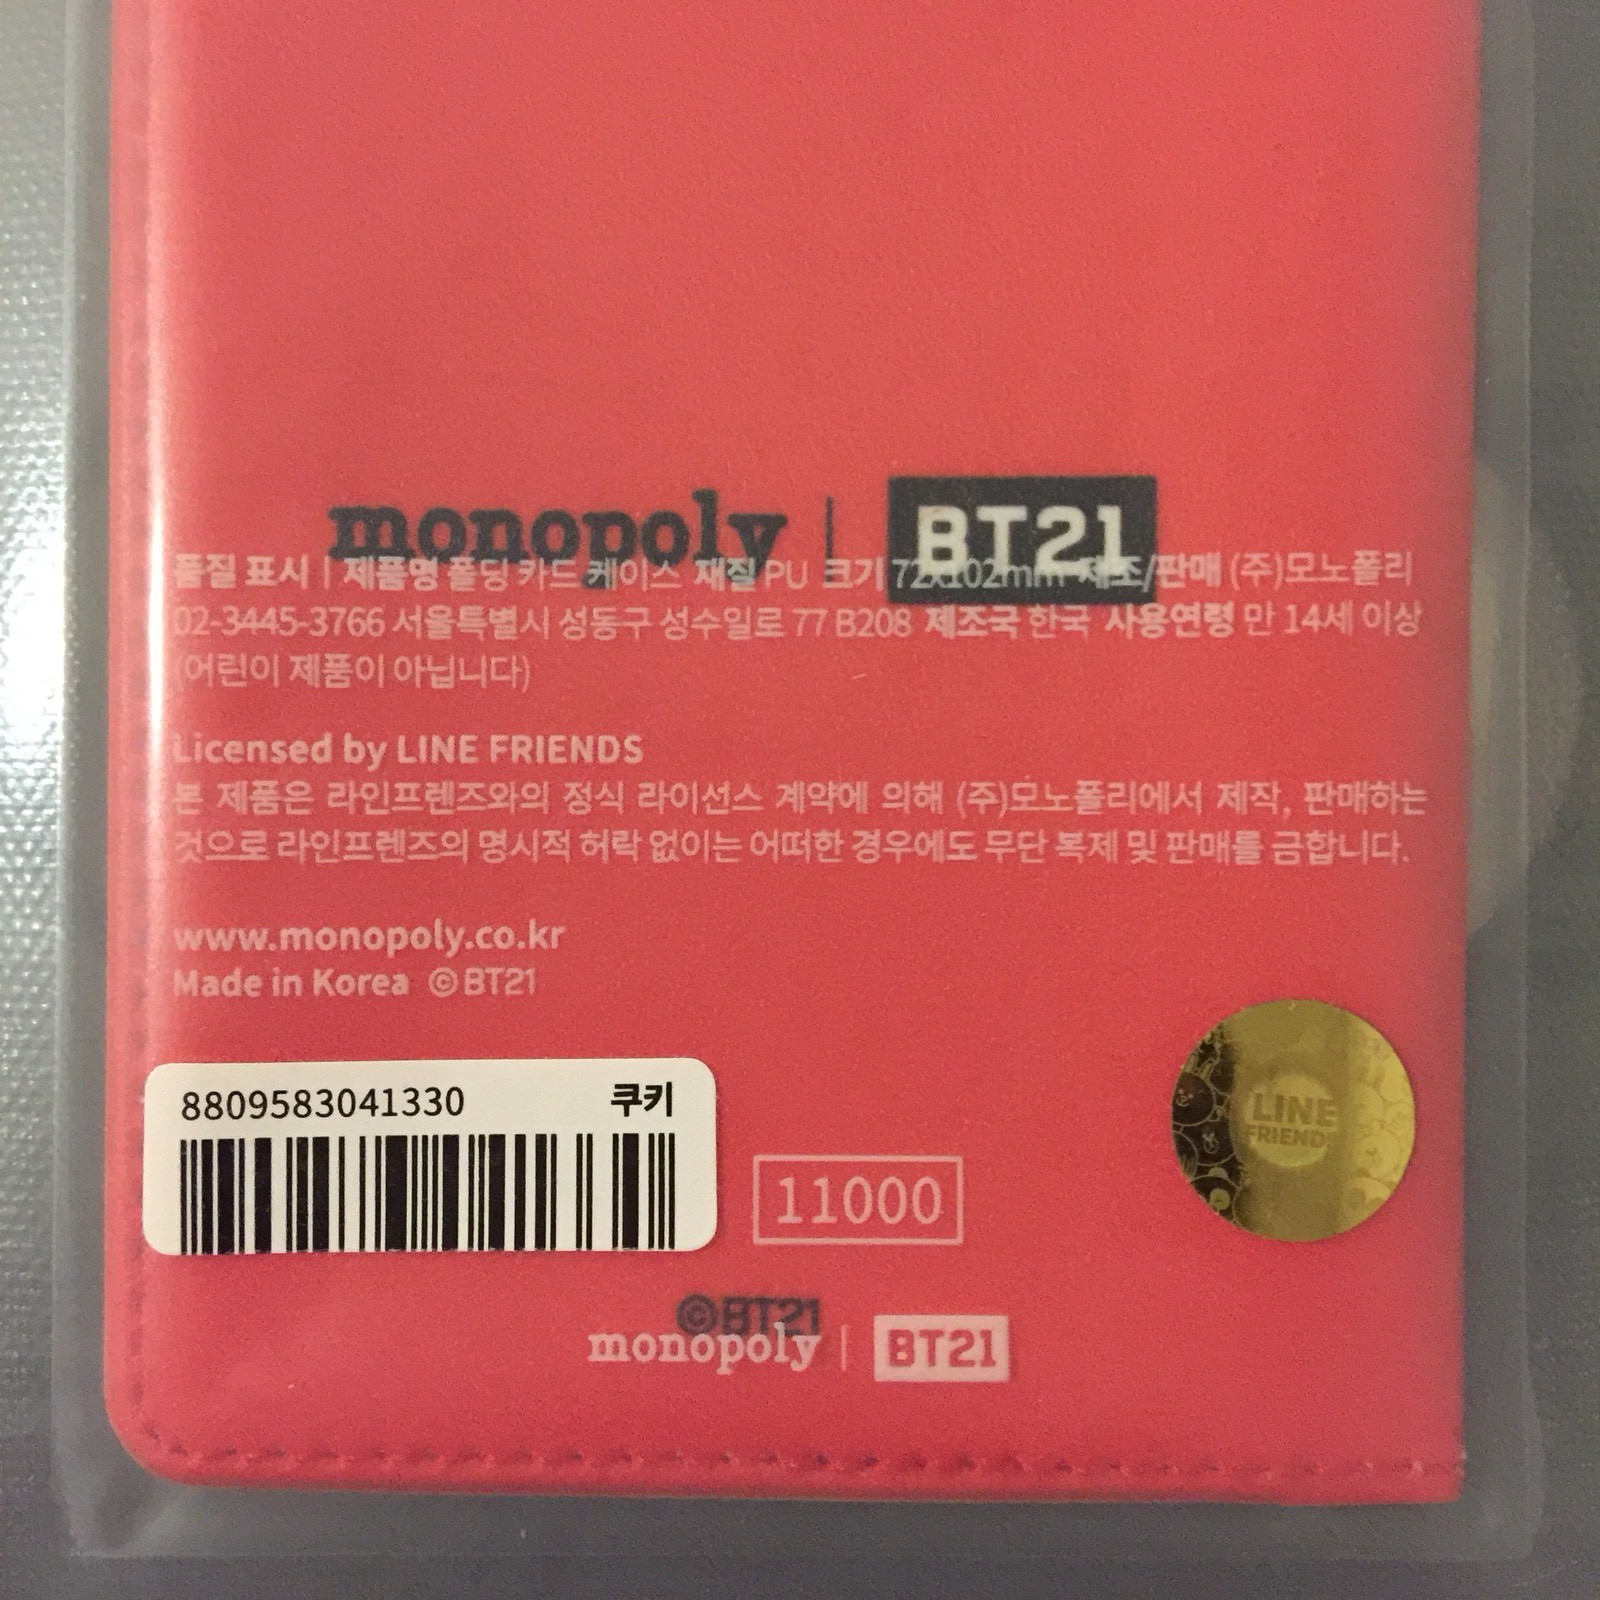 monopoly | BT21
품질 표시 | 제품명 폴딩 카드 케이스 재질 PU 크기 72x102mm 제조/판매 (주)모노폴리
02-3445-3766 서울특별시 성동구 성수일로 77 B208 제조국 한국 사용연령 만 14세 이상
(어린이 제품이 아닙니다)
Licensed by LINE FRIENDS
본 제품은 라인프렌즈와의 정식 라이선스 계약에 의해 (주)모노폴리에서 제작, 판매하는
것으로 라인프렌즈의 명시적 허락 없이는 어떠한 경우에도 무단 복제 및 판매를 금합니다.
www.monopoly.co.kr
Made in Korea ©BT21
8809583041330 쿠키
11000
LINE
FRIENDS
©BT21
monopoly | BT21